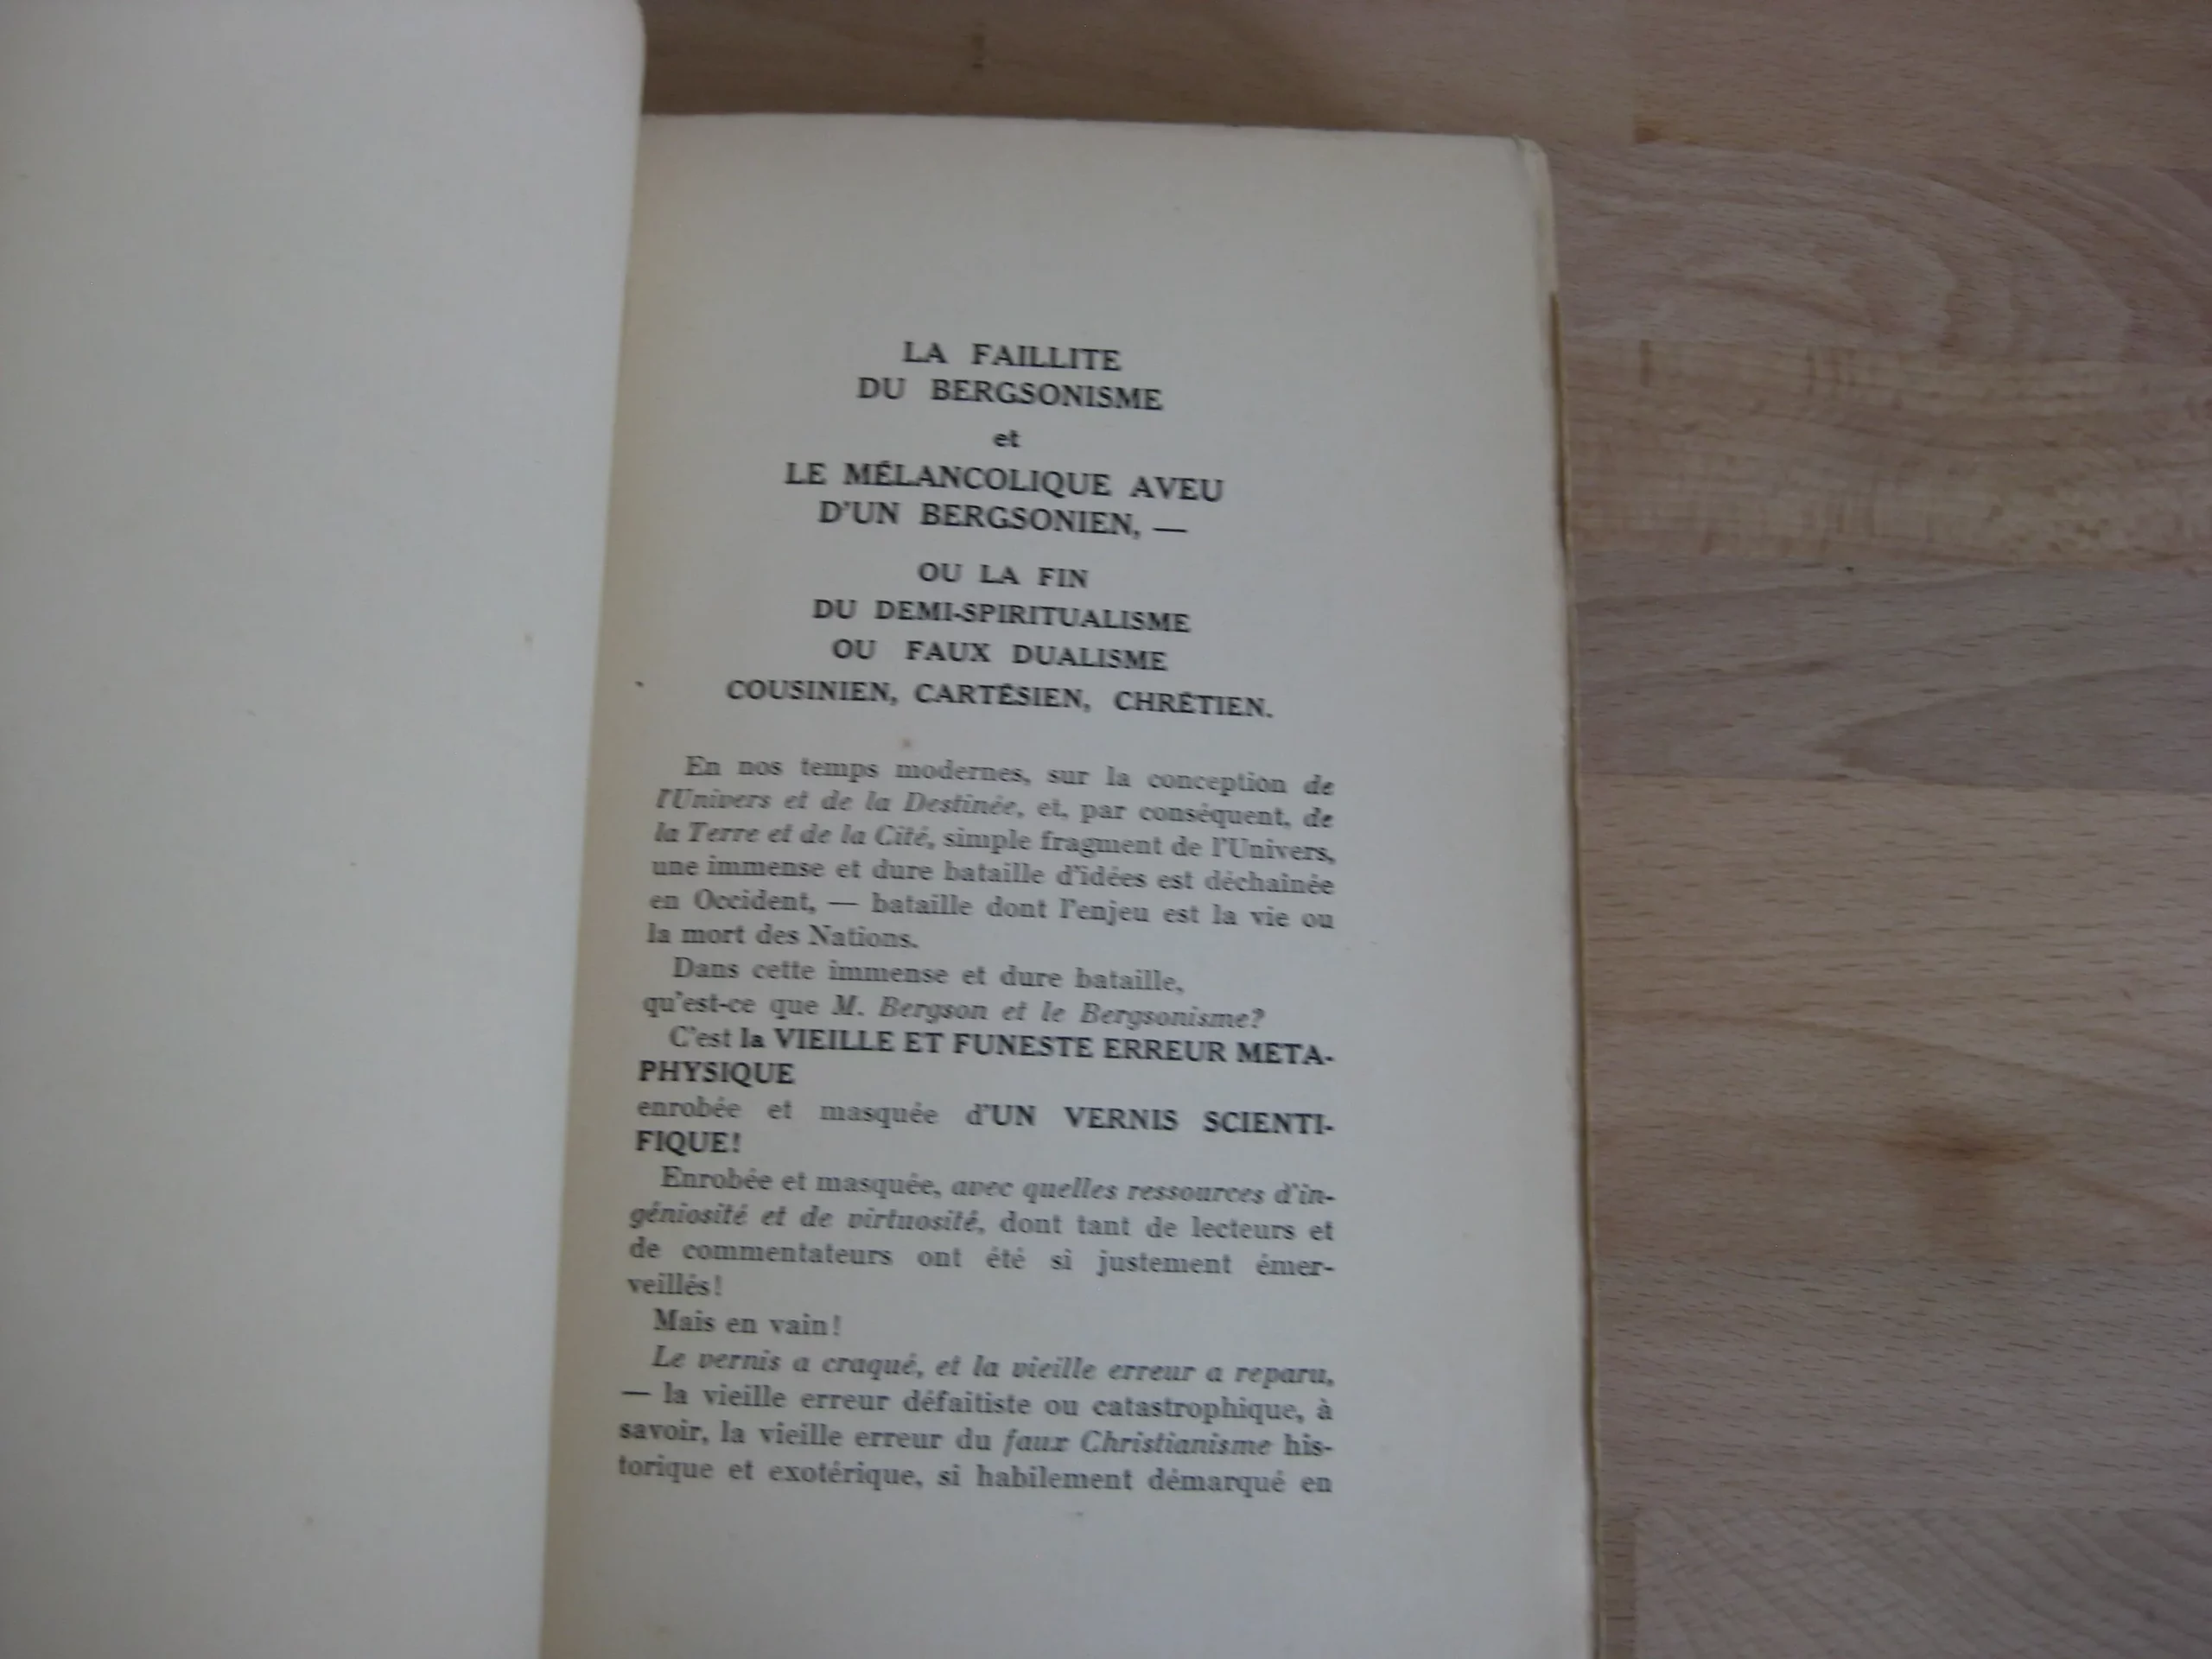 LA FAILLITE
DU BERGSONISME
et
LE MÉLANCOLIQUE AVEU
D'UN BERGSONIEN, —
OU LA FIN
DU DEMI-SPIRITUALISME
OU FAUX DUALISME
COUSINIEN, CARTÉSIEN, CHRÉTIEN.
En nos temps modernes, sur la conception de
l'Univers et de la Destinée, et, par conséquent, de
la Terre et de la Cité, simple fragment de l'Univers,
une immense et dure bataille d'idées est déchaînée
en Occident, — bataille dont l'enjeu est la vie ou
la mort des Nations.
Dans cette immense et dure bataille,
qu'est-ce que M. Bergson et le Bergsonisme?
C'est la VIEILLE ET FUNESTE ERREUR META-
PHYSIQUE
enrobée et masquée d'UN VERNIS SCIENTI-
FIQUE!
Enrobée et masquée, avec quelles ressources d'in-
géniosité et de virtuosité, dont tant de lecteurs et
de commentateurs ont été si justement émer-
veillés!
Mais en vain!
Le vernis a craqué, et la vieille erreur a reparu,
— la vieille erreur défaitiste ou catastrophique, à
savoir, la vieille erreur du faux Christianisme his-
torique et exotérique, si habilement démarqué en